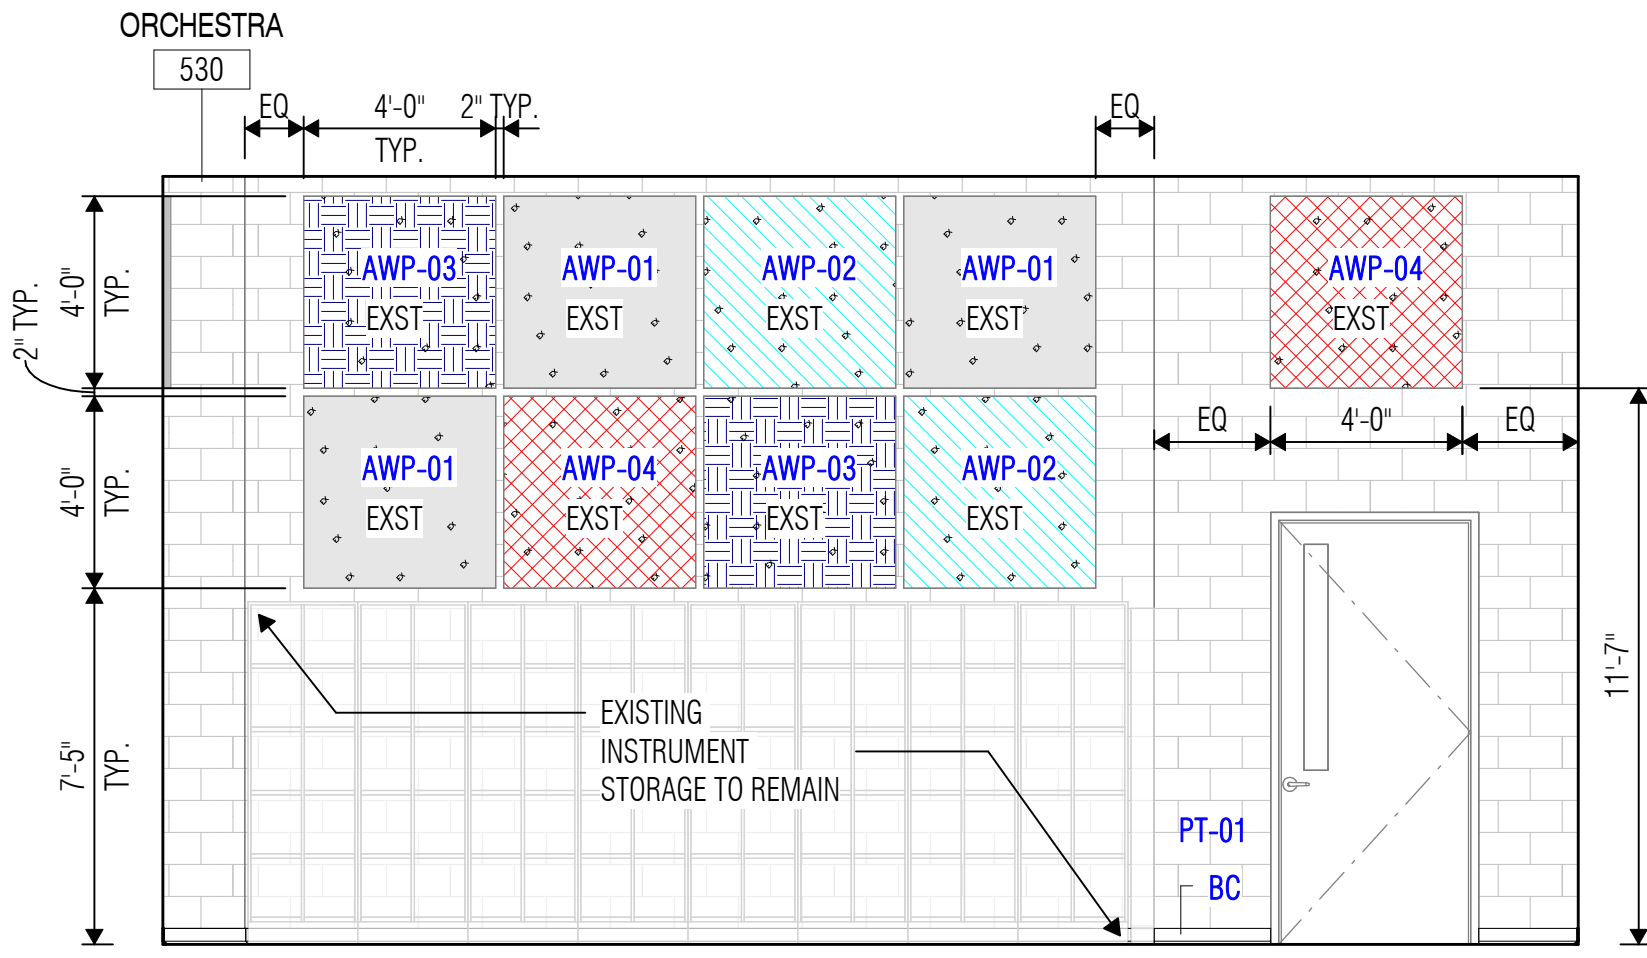 ORCHESTRA
530
EQ
4'-0"
TYP.
2" TYP.
EQ
4'-0"
TYP.
2" TYP.
AWP-03
EXST
AWP-01
EXST
AWP-02
EXST
AWP-01
EXST
AWP-04
EXST
4'-0"
TYP.
AWP-01
EXST
AWP-04
EXST
AWP-03
EXST
AWP-02
EXST
EQ
4'-0"
EQ
7'-5"
TYP.
EXISTING
INSTRUMENT
STORAGE TO REMAIN
PT-01
BC
11'-7"